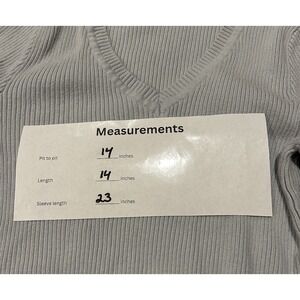 Measurements
Pit to pit 14 inches
Length 14 inches
Sleeve length 23 inches